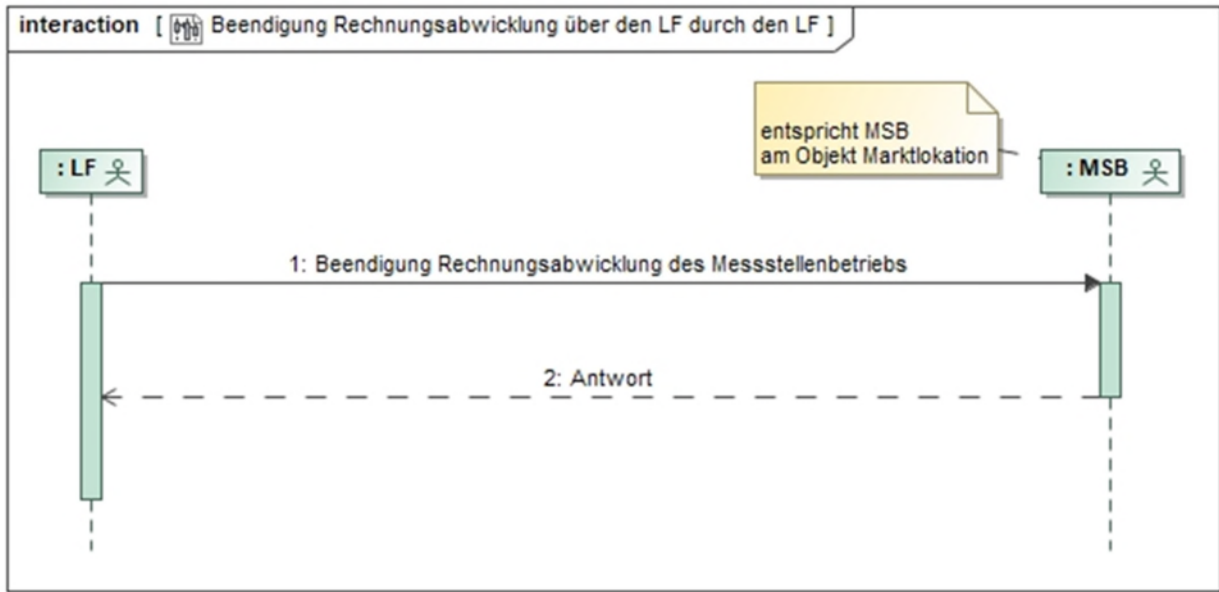 interaction [ Beendigung Rechnungsabwicklung über den LF durch den LF ]
entspricht MSB
am Objekt Marktlokation
: LF
: MSB
1: Beendigung Rechnungsabwicklung des Messstellenbetriebs
2: Antwort